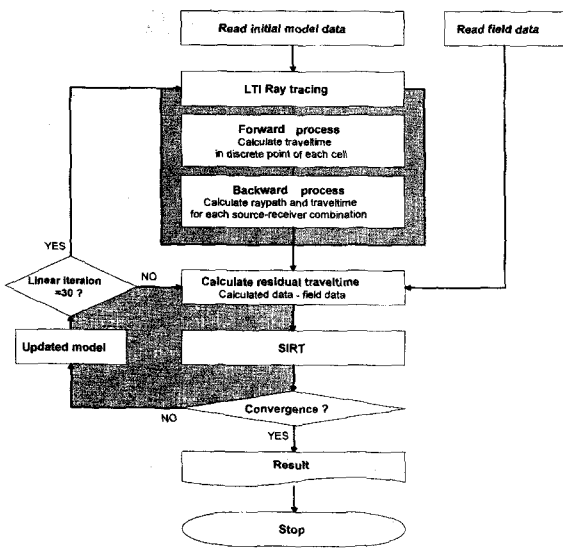 Read initial model data
Read field data
LTI Ray tracing
Forward process
Calculate traveltime
in discrete point of each cell
Backward process
Calculate raypath and traveltime
for each source-receiver combination
YES
Linear iteraion
=30 ?
NO
Calculate residual traveltime
Calculated data - field data
Updated model
SIRT
NO
Convergence ?
YES
Result
Stop